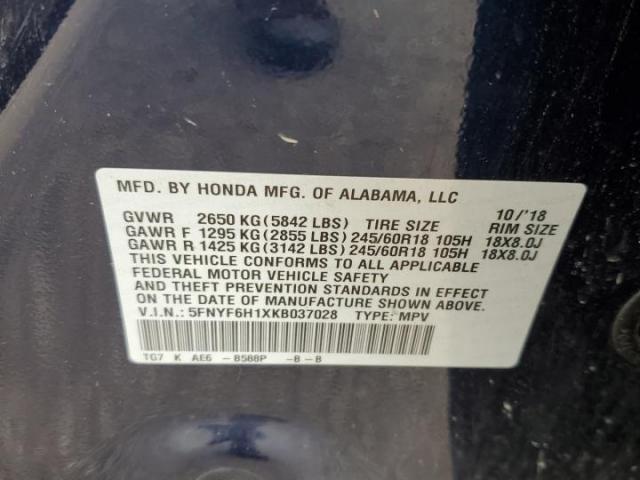 MFD. BY HONDA MFG. OF ALABAMA, LLC 10/'18
GVWR 2650 KG (5842 LBS) TIRE SIZE RIM SIZE
GAWR F 1295 KG (2855 LBS) 245/60R18 105H 18X8.0J
GAWR R 1425 KG (3142 LBS) 245/60R18 105H 18X8.0J
THIS VEHICLE CONFORMS TO ALL APPLICABLE
FEDERAL MOTOR VEHICLE SAFETY
AND THEFT PREVENTION STANDARDS IN EFFECT
ON THE DATE OF MANUFACTURE SHOWN ABOVE.
V.I.N.: 5FNYF6H1XKB037028 TYPE: MPV
TG7 K AE6 - B588P -B - B